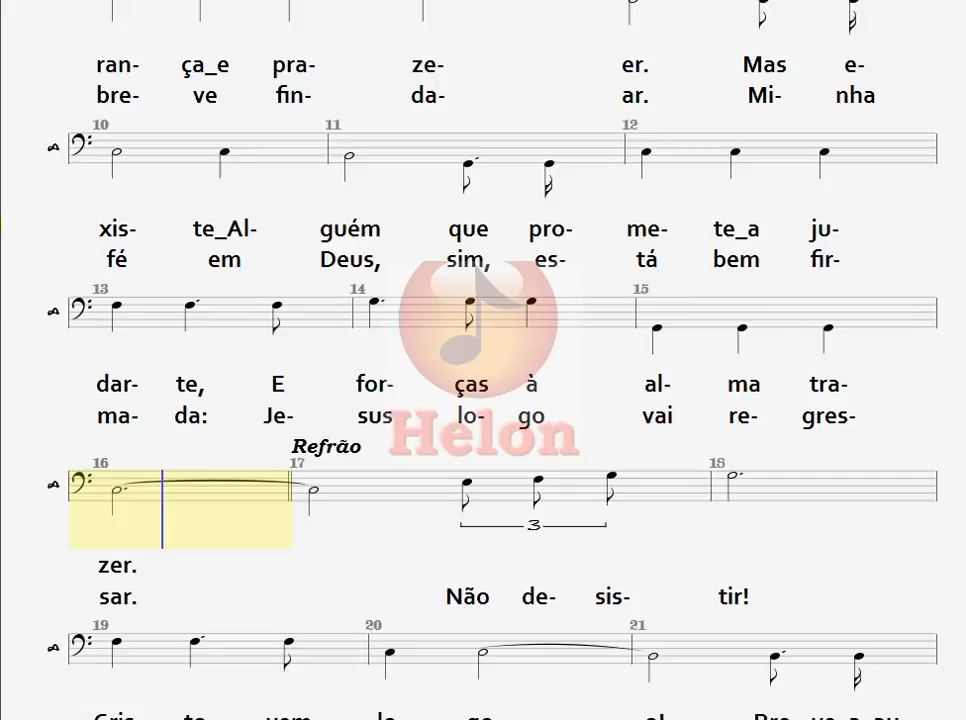 ran- ça_e pra- ze- er. Mas e-
bre- ve fin- da- ar. Mi- nha
10 11 12
A
xis- te_Al- guém que pro- me- te_a ju-
fé em Deus, sim, es- tá bem fir-
13 14 15
A
dar- te, E for- ças à al- ma tra-
ma- da: Je- sus lo- go vai re- gres-
Helon
Refrão
16 17 18
A
3
zer.
sar. Não de- sis- tir!
19 20 21
A